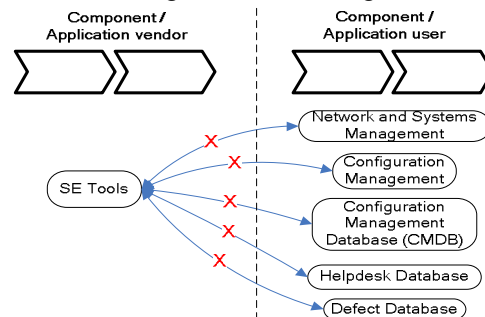 Component /
Application vendor
Component /
Application user
Network and Systems
Management
X
X
Configuration
Management
SE Tools
X
Configuration
Management
Database (CMDB)
X
X
Helpdesk Database
Defect Database